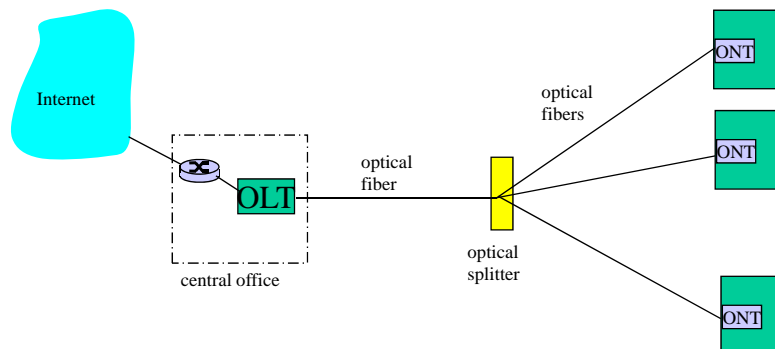 Internet
OLT
central office
optical
fiber
optical
splitter
optical
fibers
ONT
ONT
ONT